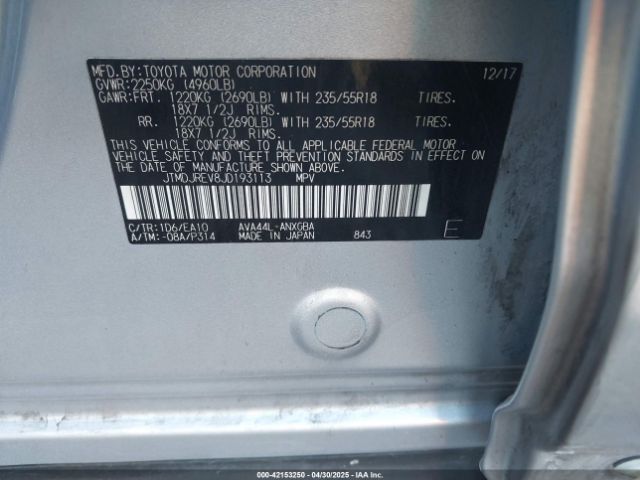 MFD.BY:TOYOTA MOTOR CORPORATION 12/17
GVWR:2250KG (4960LB)
GAWR:FRT. 1220KG (2690LB) WITH 235/55R18 TIRES.
18X7 1/2J RIMS.
RR. 1220KG (2690LB) WITH 235/55R18 TIRES.
18X7 1/2J RIMS.
THIS VEHICLE CONFORMS TO ALL APPLICABLE FEDERAL MOTOR
VEHICLE SAFETY AND THEFT PREVENTION STANDARDS IN EFFECT
ON THE DATE OF MANUFACTURE SHOWN ABOVE.
JTMDJREV8JD193113 MPV
C/TR:1D6/EA10 AVA44L-ANXGBA
A/TM:-08A/P314 MADE IN JAPAN 843 E
000-42153250 - 04/30/2025 - IAAI.COM